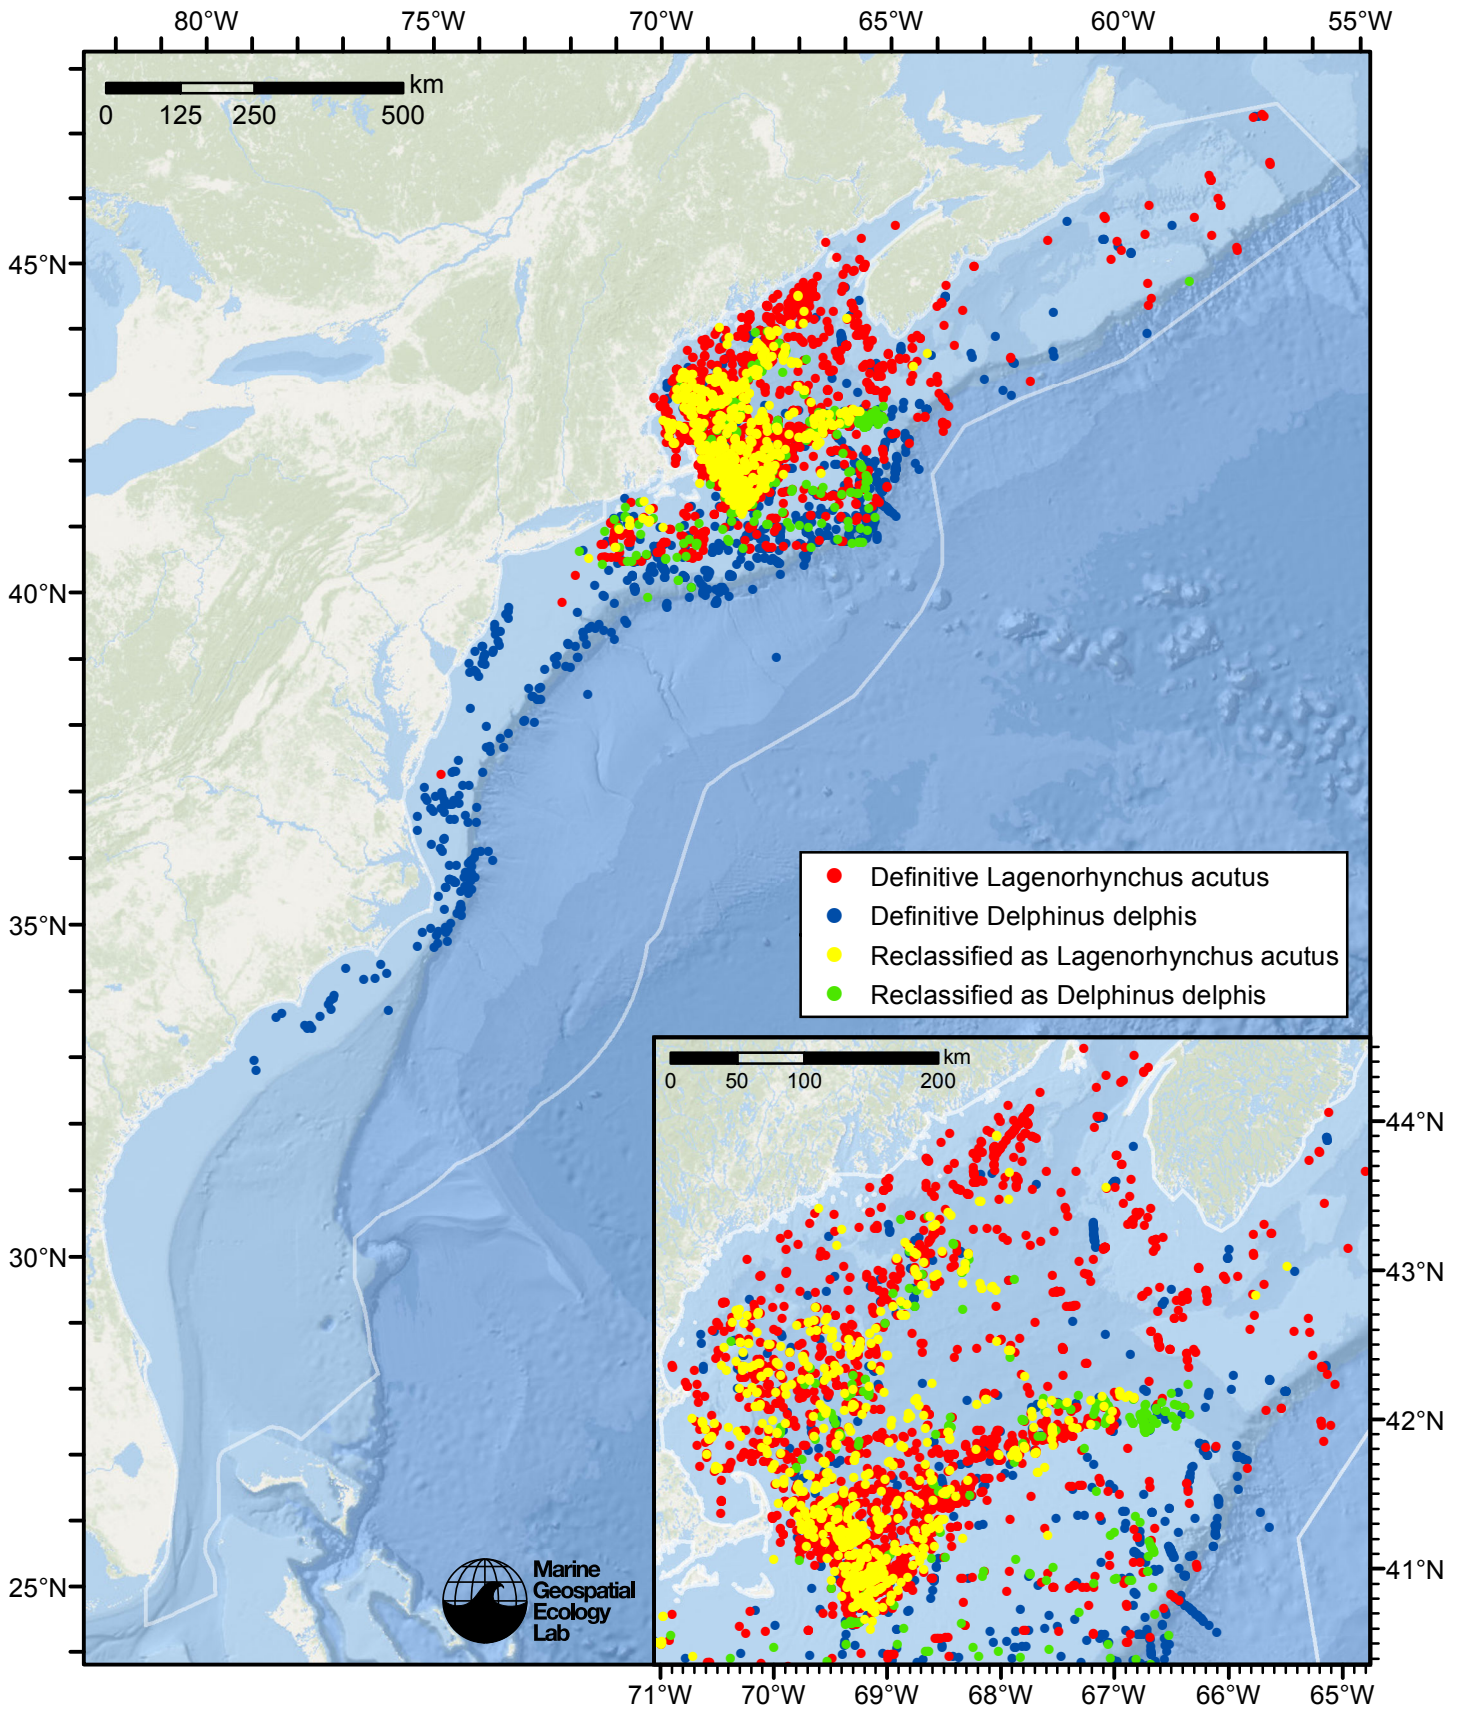 80°W 75°W 70°W 65°W 60°W 55°W
km
0 125 250 500
45°N
40°N
35°N
30°N
25°N
Definitive Lagenorhynchus acutus
Definitive Delphinus delphis
Reclassified as Lagenorhynchus acutus
Reclassified as Delphinus delphis
km
0 50 100 200
44°N
43°N
42°N
41°N
Marine
Geospatial
Ecology
Lab
71°W 70°W 69°W 68°W 67°W 66°W 65°W